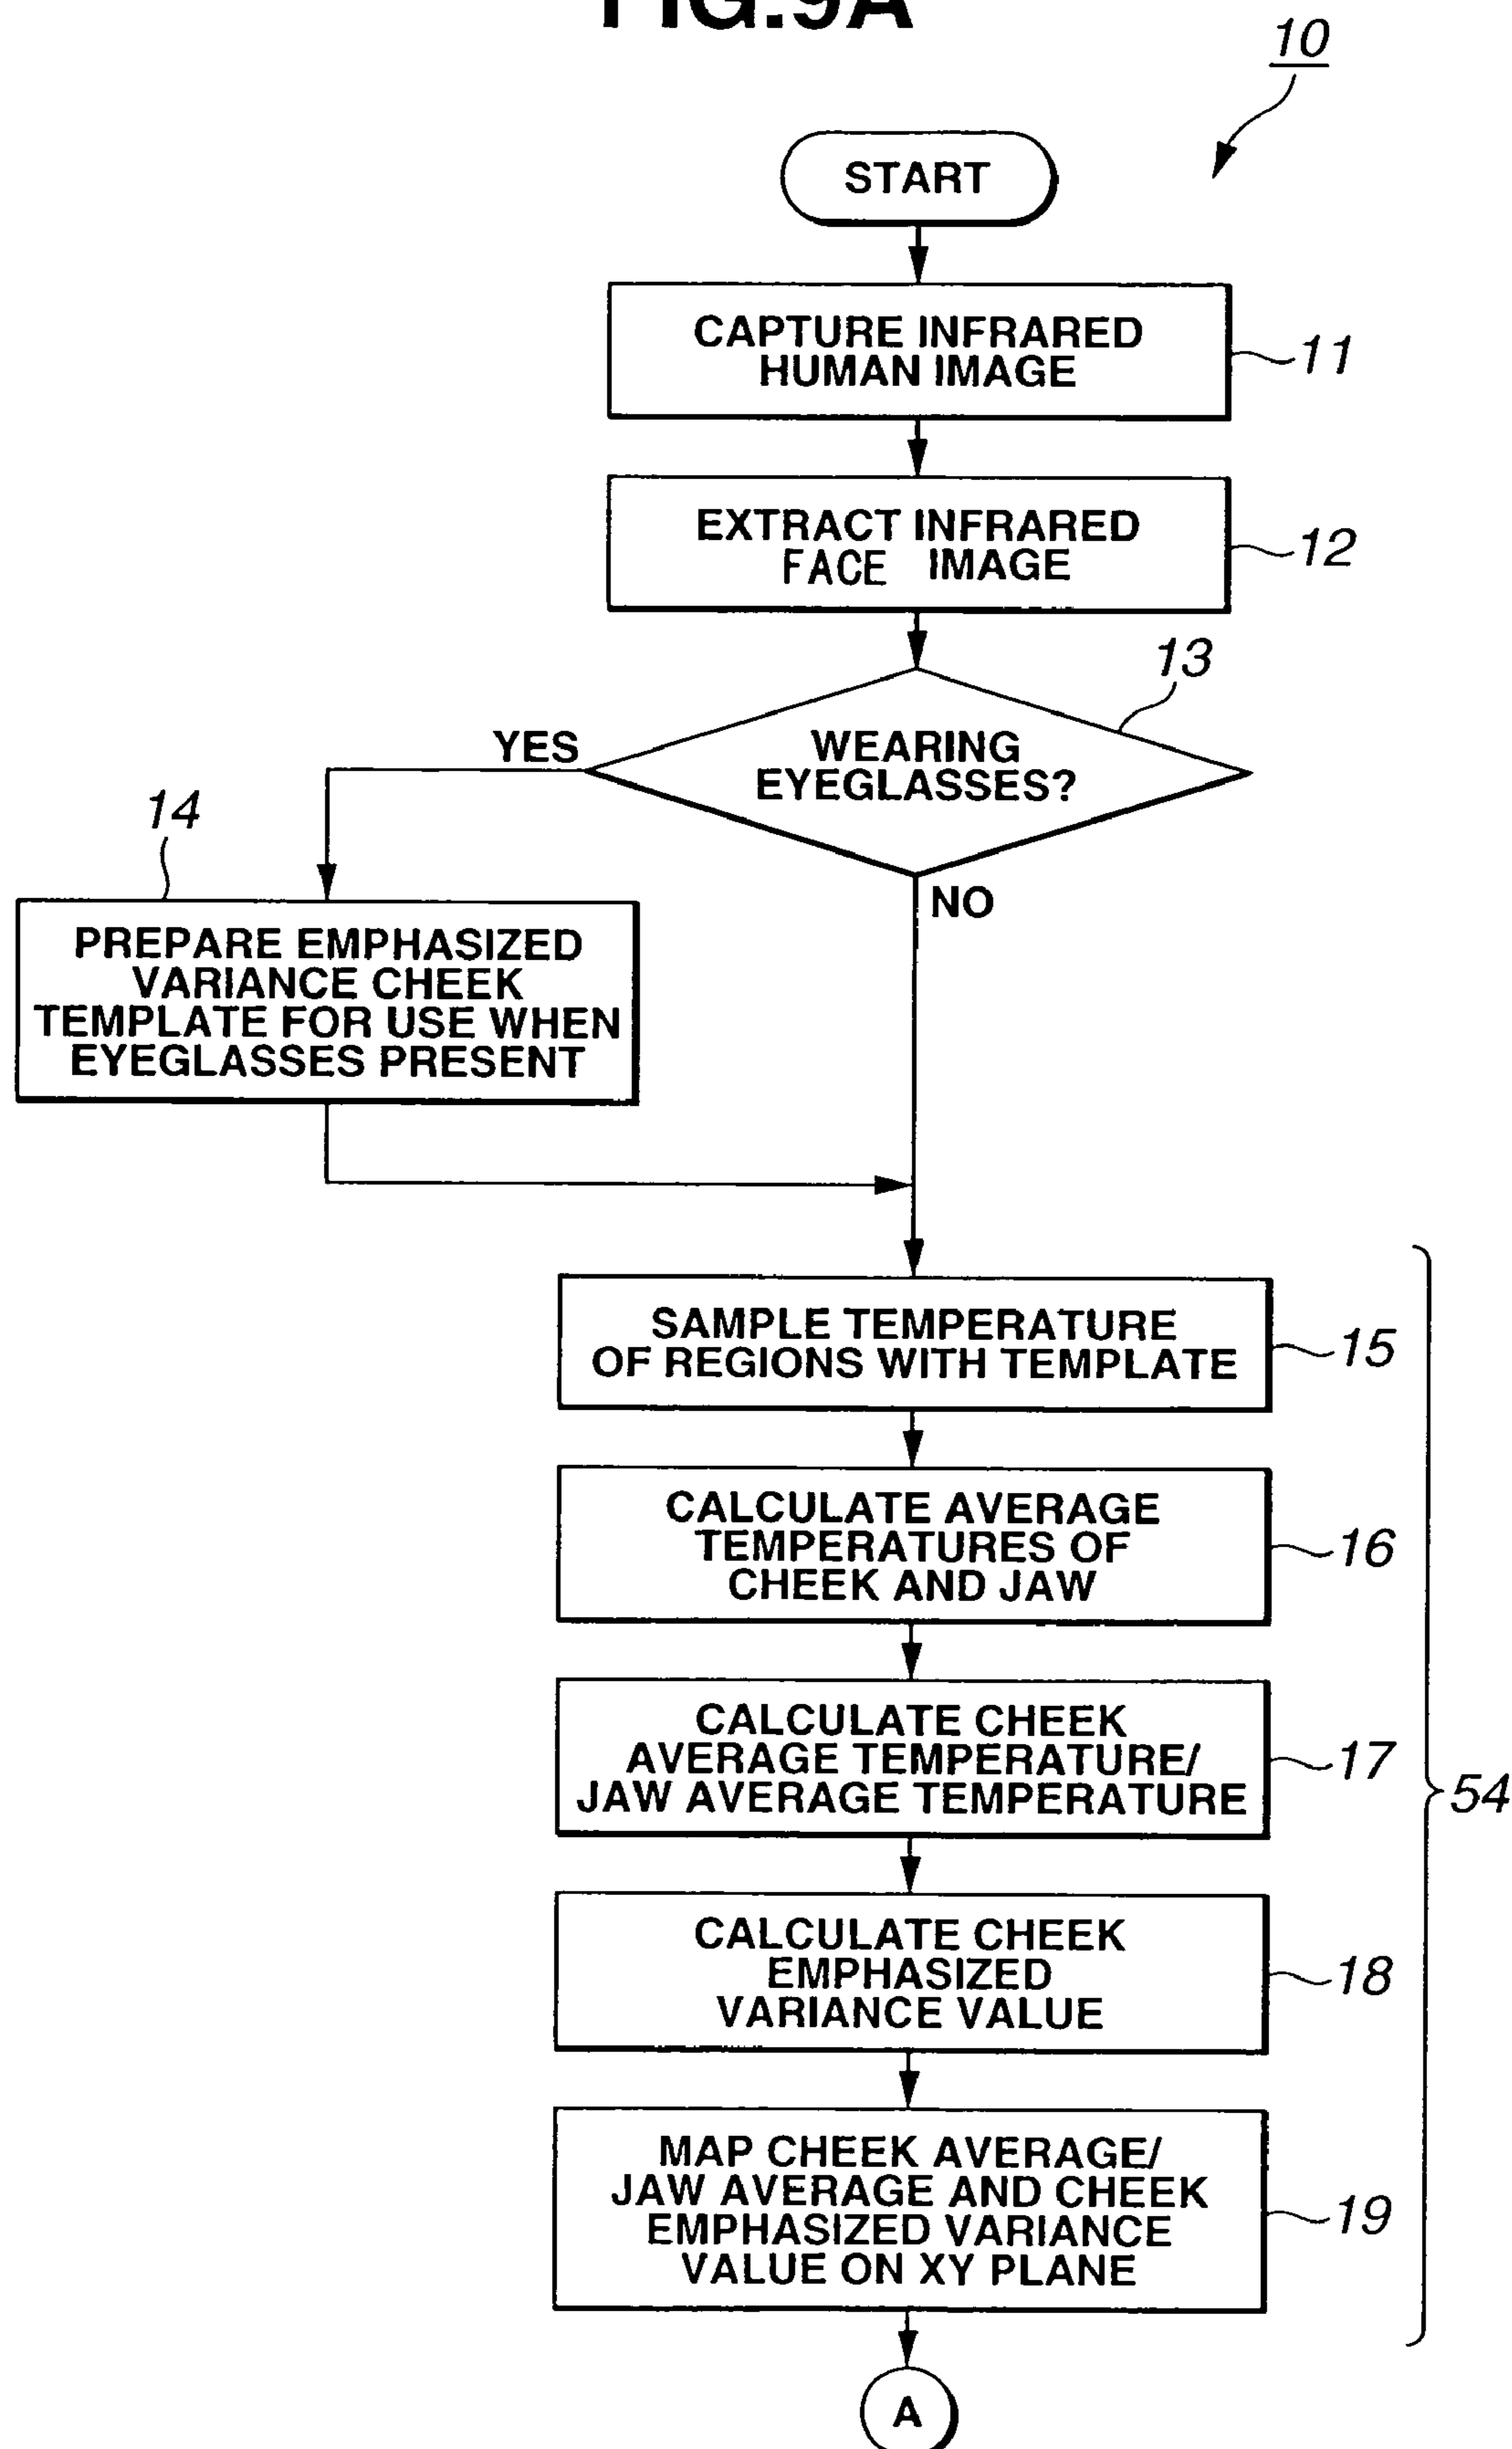 FIG.9A
10
START
CAPTURE INFRARED
HUMAN IMAGE
11
EXTRACT INFRARED
FACE IMAGE
12
13
WEARING
EYEGLASSES?
YES
NO
14
PREPARE EMPHASIZED
VARIANCE CHEEK
TEMPLATE FOR USE WHEN
EYEGLASSES PRESENT
SAMPLE TEMPERATURE
OF REGIONS WITH TEMPLATE
15
CALCULATE AVERAGE
TEMPERATURES OF
CHEEK AND JAW
16
CALCULATE CHEEK
AVERAGE TEMPERATURE/
JAW AVERAGE TEMPERATURE
17
54
CALCULATE CHEEK
EMPHASIZED
VARIANCE VALUE
18
MAP CHEEK AVERAGE/
JAW AVERAGE AND CHEEK
EMPHASIZED VARIANCE
VALUE ON XY PLANE
19
A